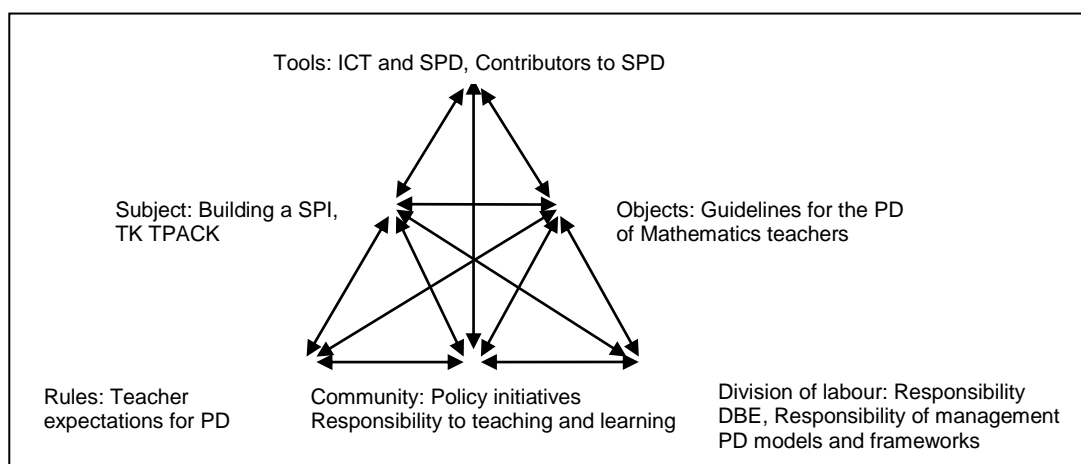 Tools: ICT and SPD, Contributors to SPD
Subject: Building a SPI,
TK TPACK
Objects: Guidelines for the PD
of Mathematics teachers
Rules: Teacher
expectations for PD
Community: Policy initiatives
Responsibility to teaching and learning
Division of labour: Responsibility
DBE, Responsibility of management
PD models and frameworks